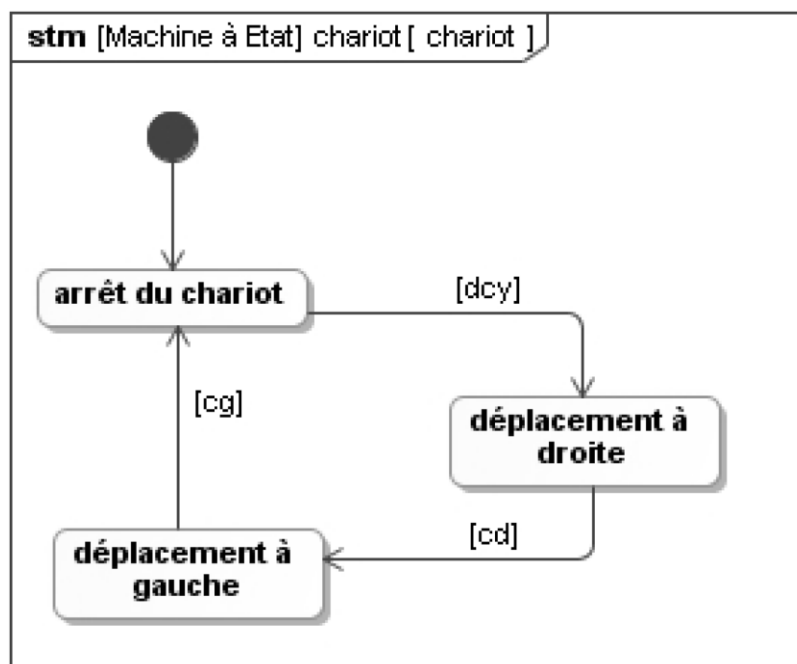 stm [Machine à Etat] chariot [ chariot ]
arrêt du chariot
[dcy]
[cg]
déplacement à
droite
[cd]
déplacement à
gauche